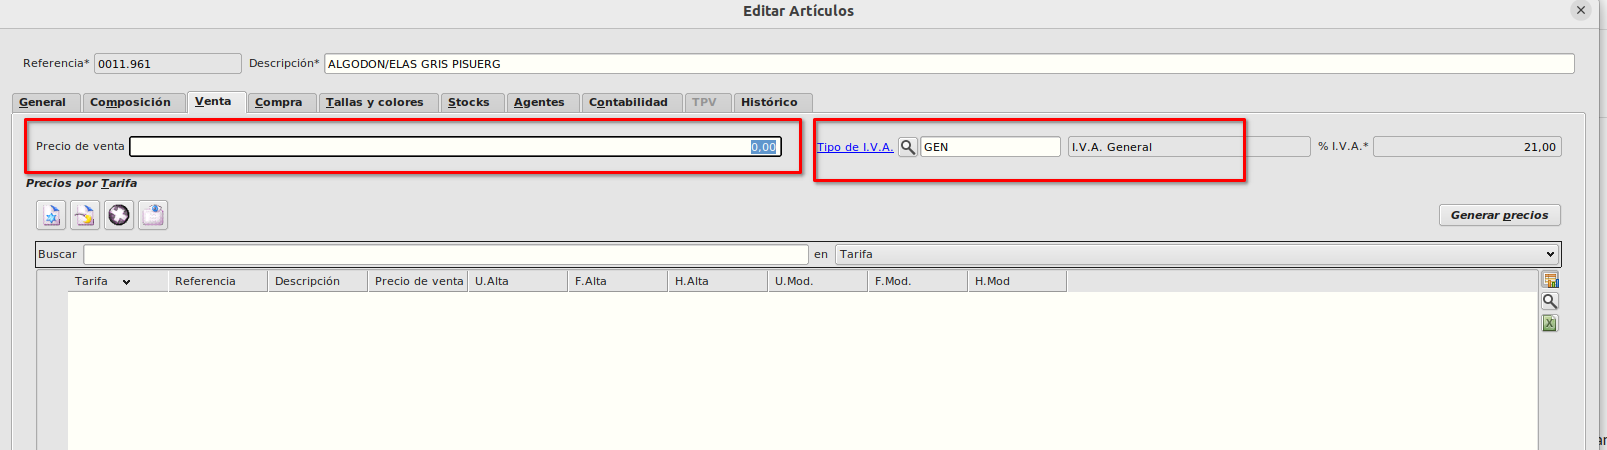 Editar Artículos
Referencia* 0011.961 Descripción* ALGODON/ELAS GRIS PISUERG
General Composición Venta Compra Tallas y colores Stocks Agentes Contabilidad TPV Histórico
Precio de venta 0,00 Tipo de I.V.A. GEN I.V.A. General % I.V.A.* 21,00
Precios por Tarifa
Generar precios
Buscar en Tarifa
Tarifa Referencia Descripción Precio de venta U.Alta F.Alta H.Alta U.Mod. F.Mod. H.Mod